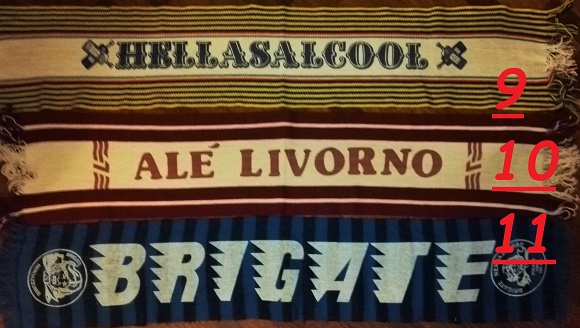 HELLASALCOOL
9
ALÉ LIVORNO
10
BRIGATE
11